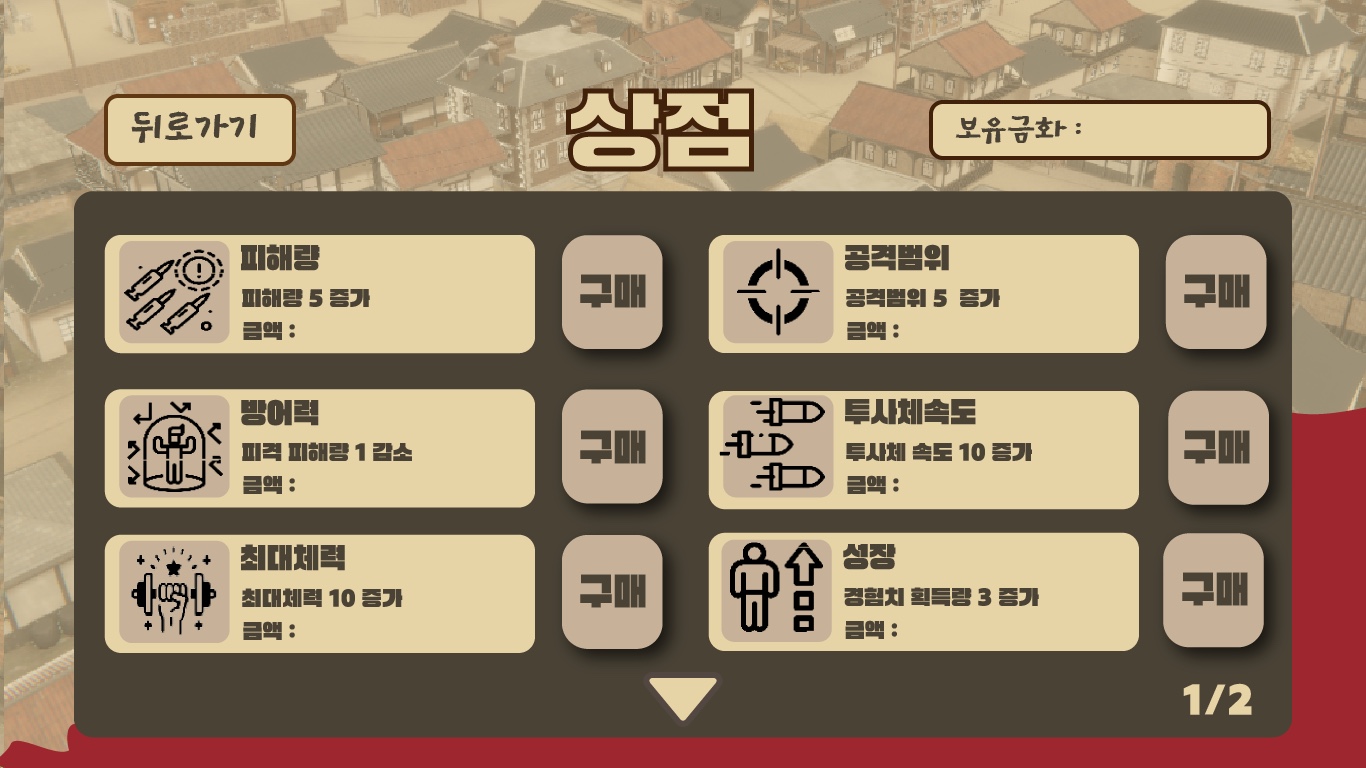 뒤로가기
상점
보유금화 :
피해량
피해량 5 증가
금액 :
구매
공격범위
공격범위 5 증가
금액 :
구매
방어력
피격 피해량 1 감소
금액 :
구매
투사체속도
투사체 속도 10 증가
금액 :
구매
최대체력
최대체력 10 증가
금액 :
구매
성장
경험치 획득량 3 증가
금액 :
구매
1/2